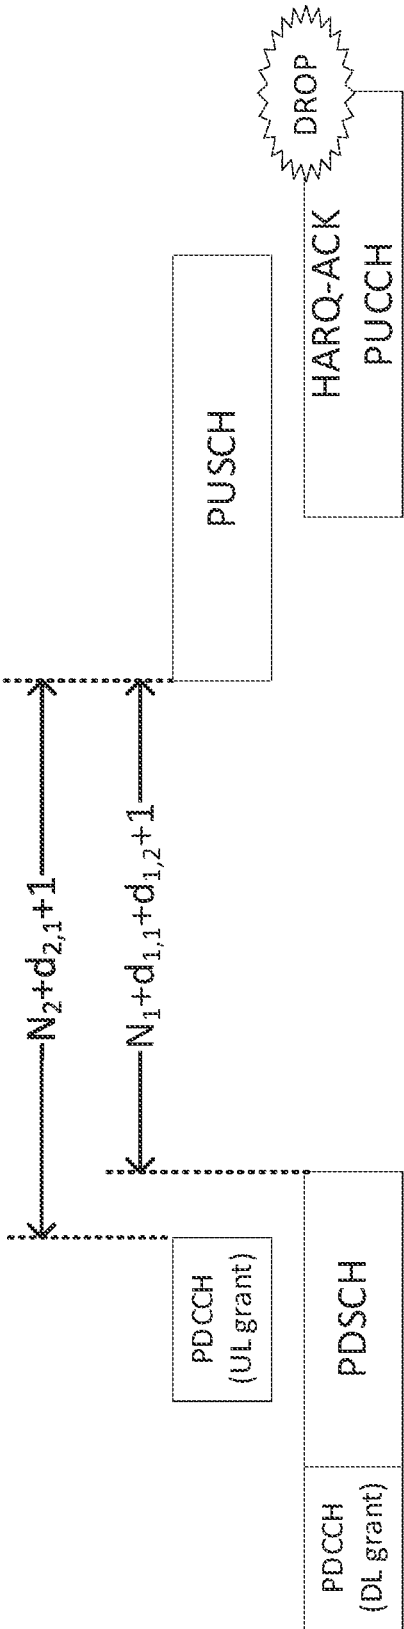 N₂+d₂,₁+1
N₁+d₁,₁+d₁,₂+1
PDCCH
(UL grant)
PUSCH
PDCCH
(DL grant)
PDSCH
HARQ-ACK
PUCCH
DROP